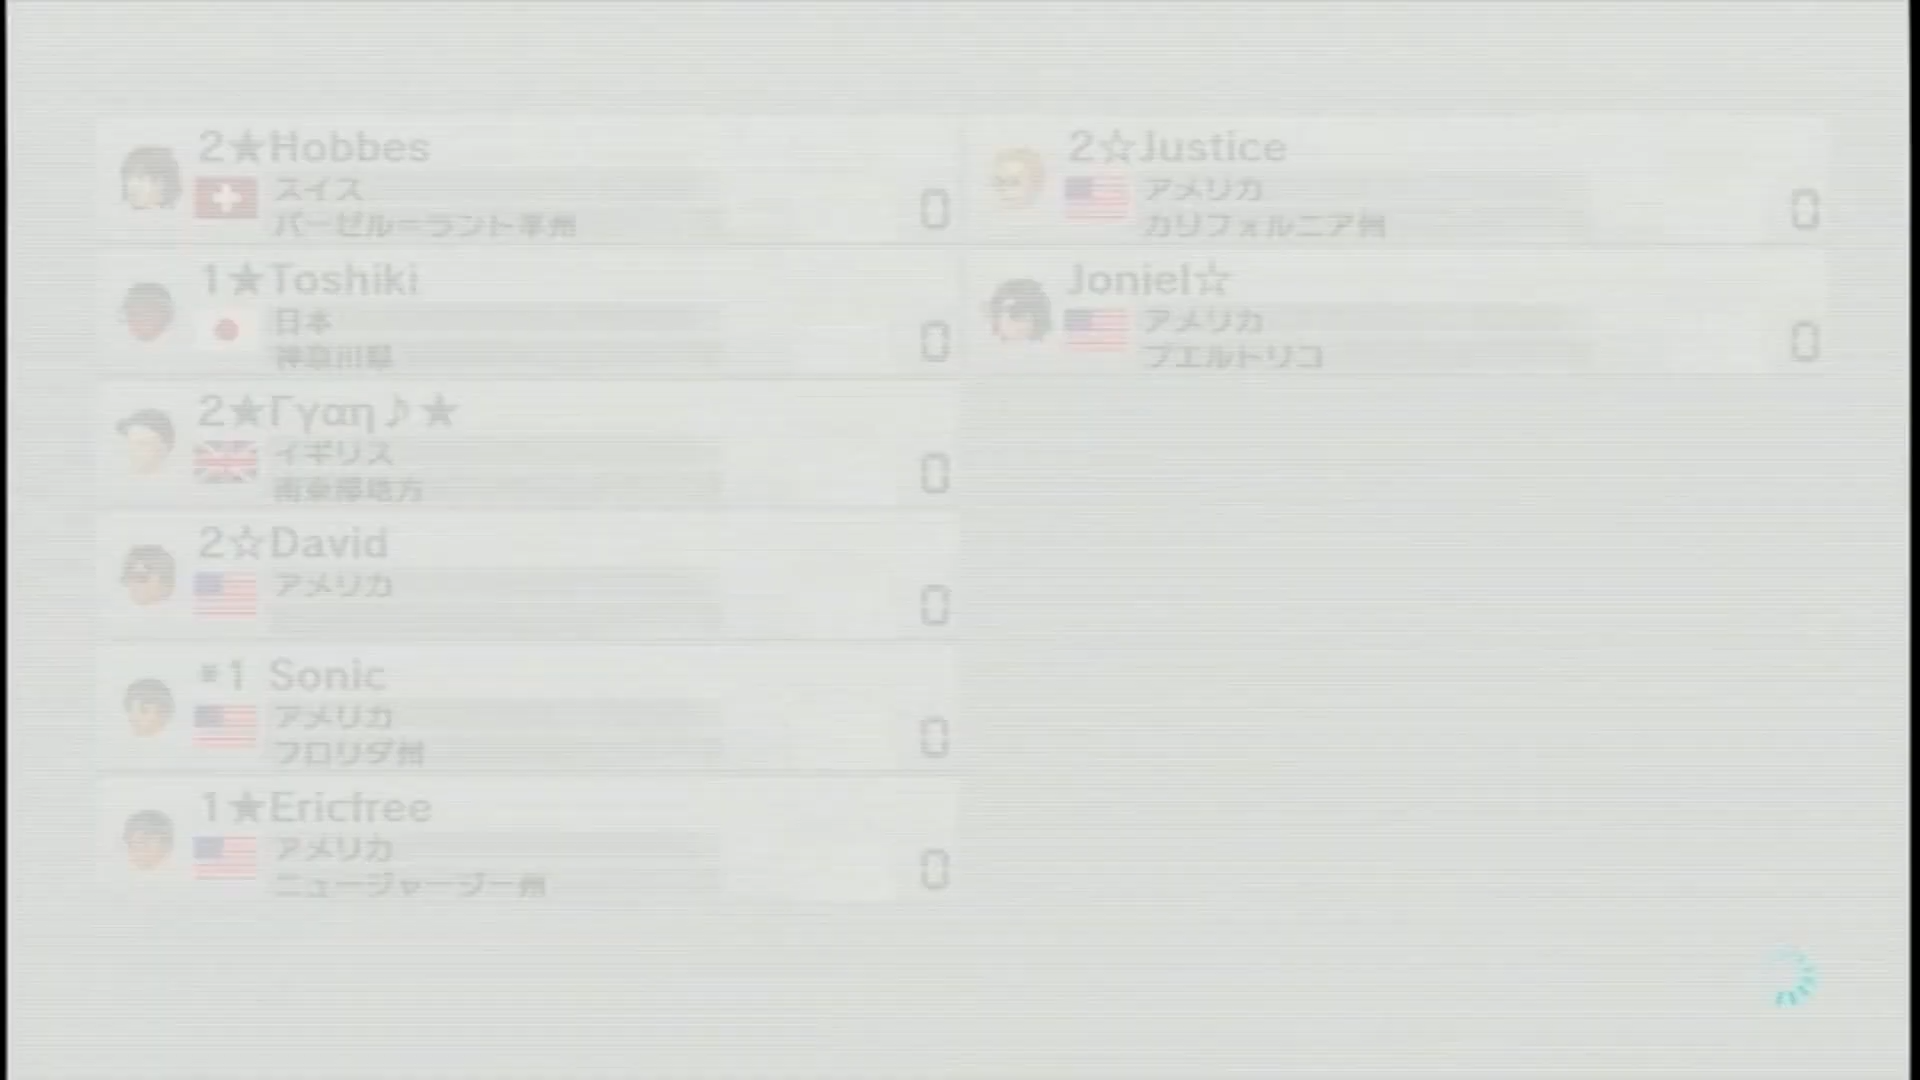 2★Hobbes
スイス
バーゼル＝ラント準州
0
1★Toshiki
日本
神奈川県
0
2★Γγαη♪★
イギリス
南東部地方
0
2☆David
アメリカ
0
*1 Sonic
アメリカ
フロリダ州
0
1★Ericfree
アメリカ
ニュージャージー州
0
2☆Justice
アメリカ
カリフォルニア州
0
Joniel☆
アメリカ
プエルトリコ
0